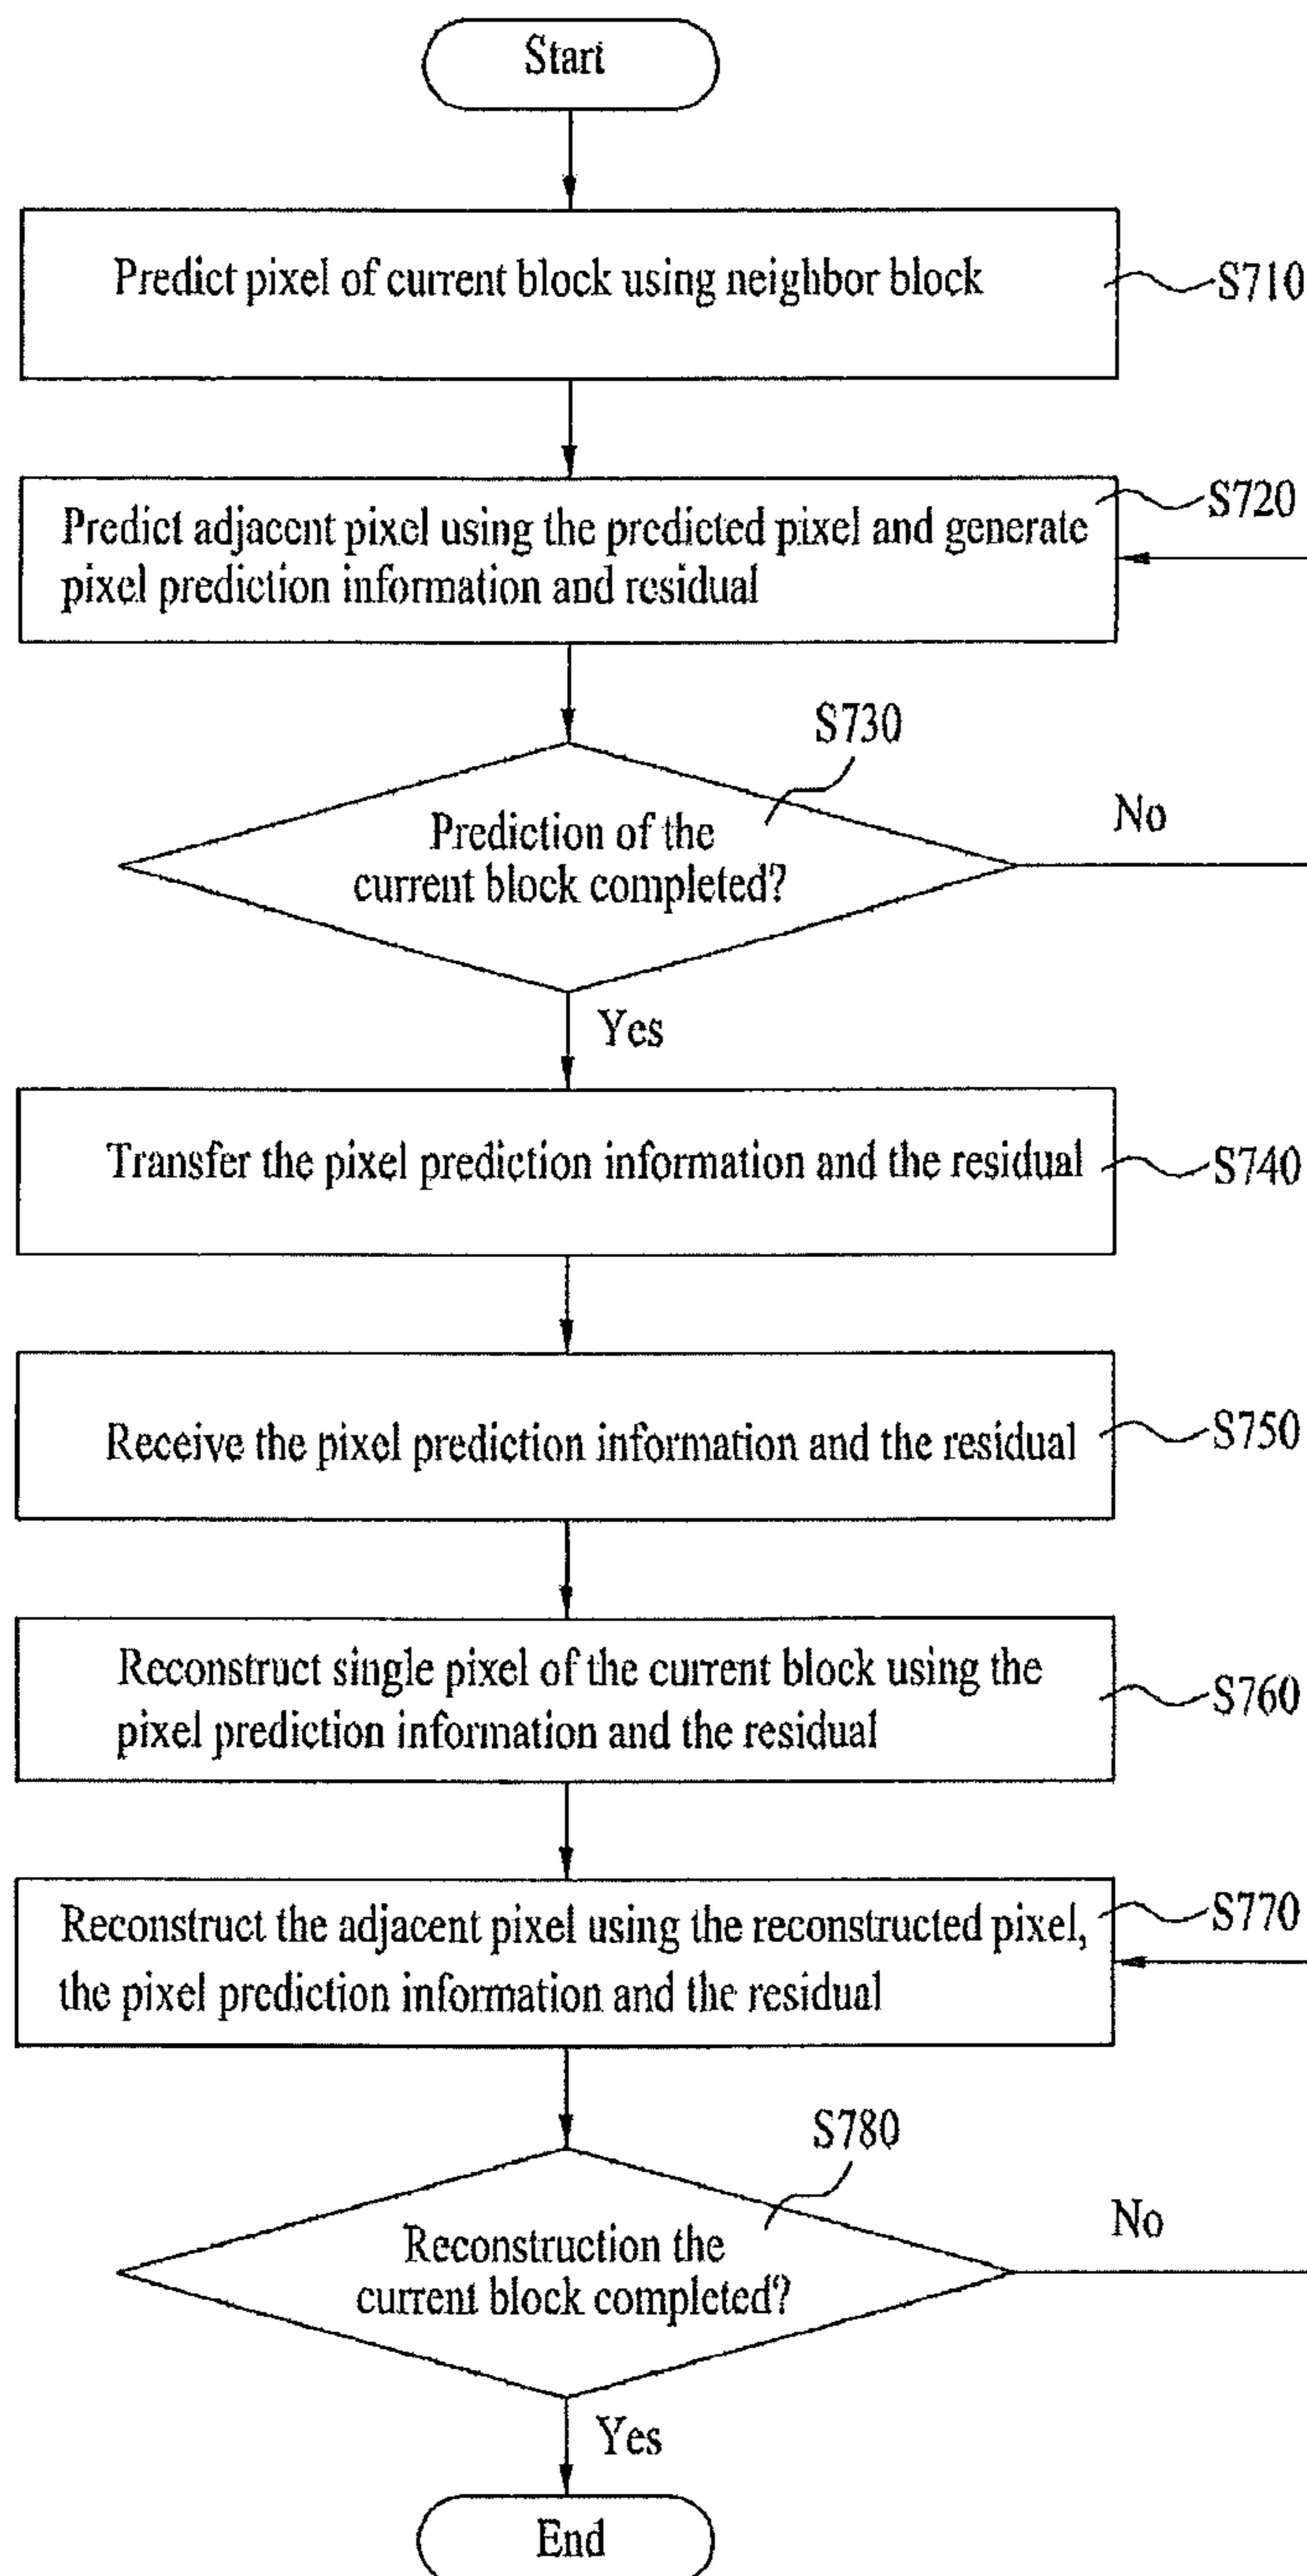 Start
Predict pixel of current block using neighbor block
S710
S720
Predict adjacent pixel using the predicted pixel and generate
pixel prediction information and residual
S730
Prediction of the
current block completed?
No
Yes
Transfer the pixel prediction information and the residual
S740
Receive the pixel prediction information and the residual
S750
Reconstruct single pixel of the current block using the
pixel prediction information and the residual
S760
Reconstruct the adjacent pixel using the reconstructed pixel,
the pixel prediction information and the residual
S770
S780
Reconstruction the
current block completed?
No
Yes
End